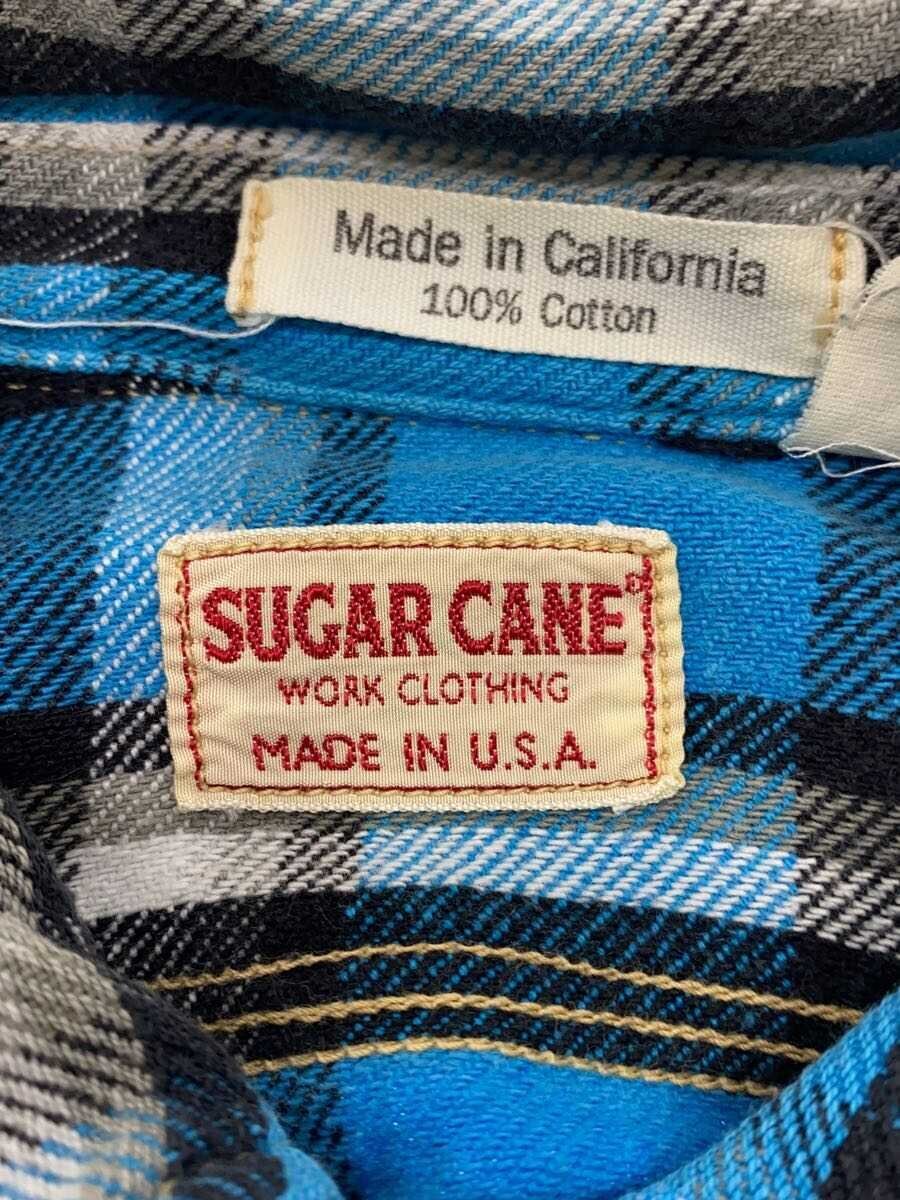 Made in California
100% Cotton
SUGAR CANE®
WORK CLOTHING
MADE IN U.S.A.